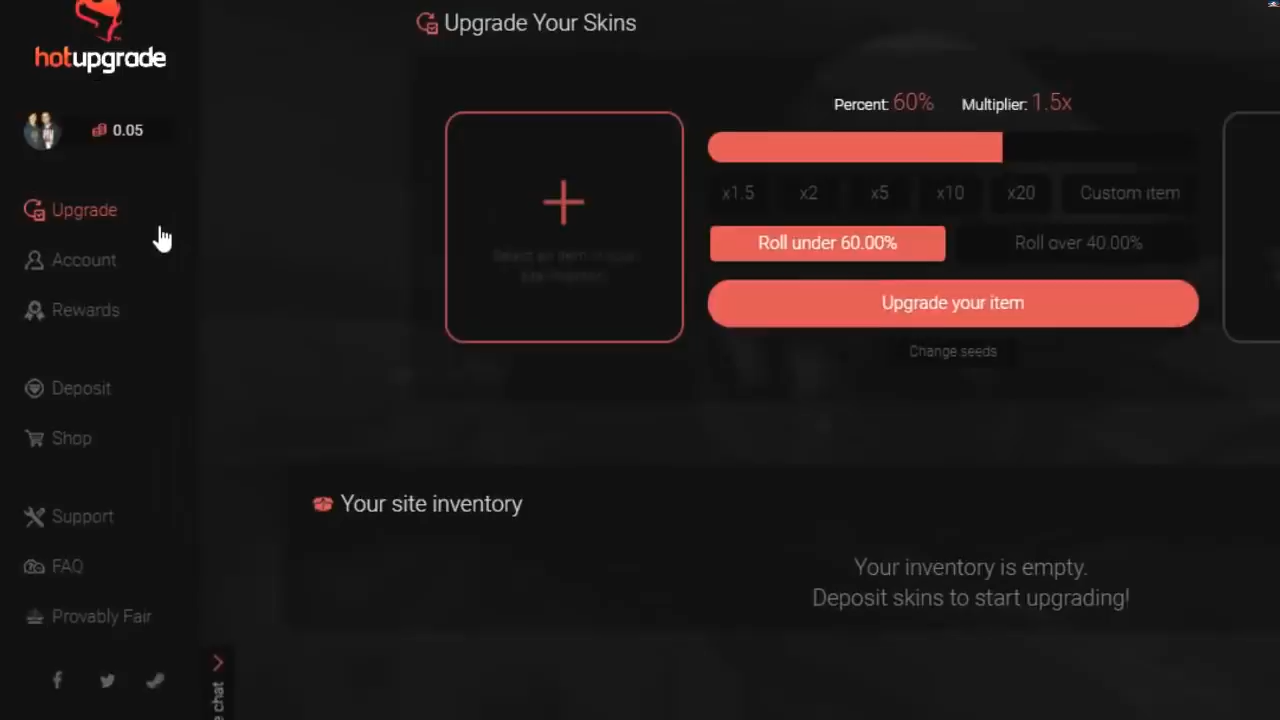 hotupgrade
0.05
Upgrade
Account
Rewards
Deposit
Shop
Support
FAQ
Provably Fair
Upgrade Your Skins
Percent: 60% Multiplier: 1.5x
x1.5 x2 x5 x10 x20 Custom item
Roll under 60.00% Roll over 40.00%
Upgrade your item
Change seeds
Your site inventory
Your inventory is empty.
Deposit skins to start upgrading!
chat